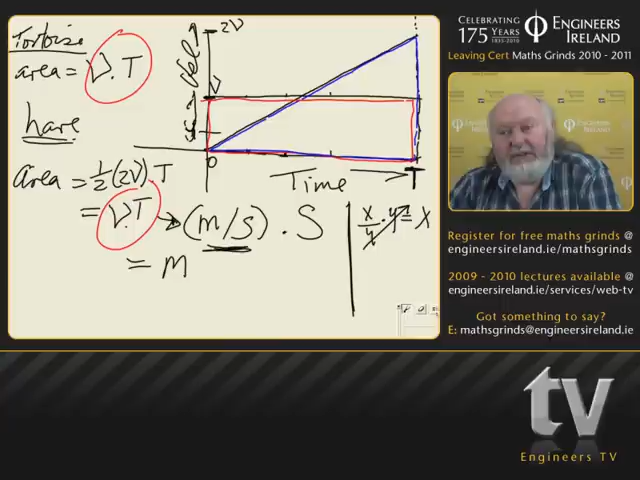 Tortoise
area = V.T
hare
area = 1/2 (2V) T
= V.T → (m/s) . S
= m
x/y . y = x
2V
V
Vel
0
Time
T
CELEBRATING
175 YEARS
1835-2010
ENGINEERS
IRELAND
Leaving Cert Maths Grinds 2010 - 2011
Register for free maths grinds @
engineersireland.ie/mathsgrinds
2009 - 2010 lectures available @
engineersireland.ie/services/web-tv
Got something to say?
E: mathsgrinds@engineersireland.ie
tv
Engineers TV